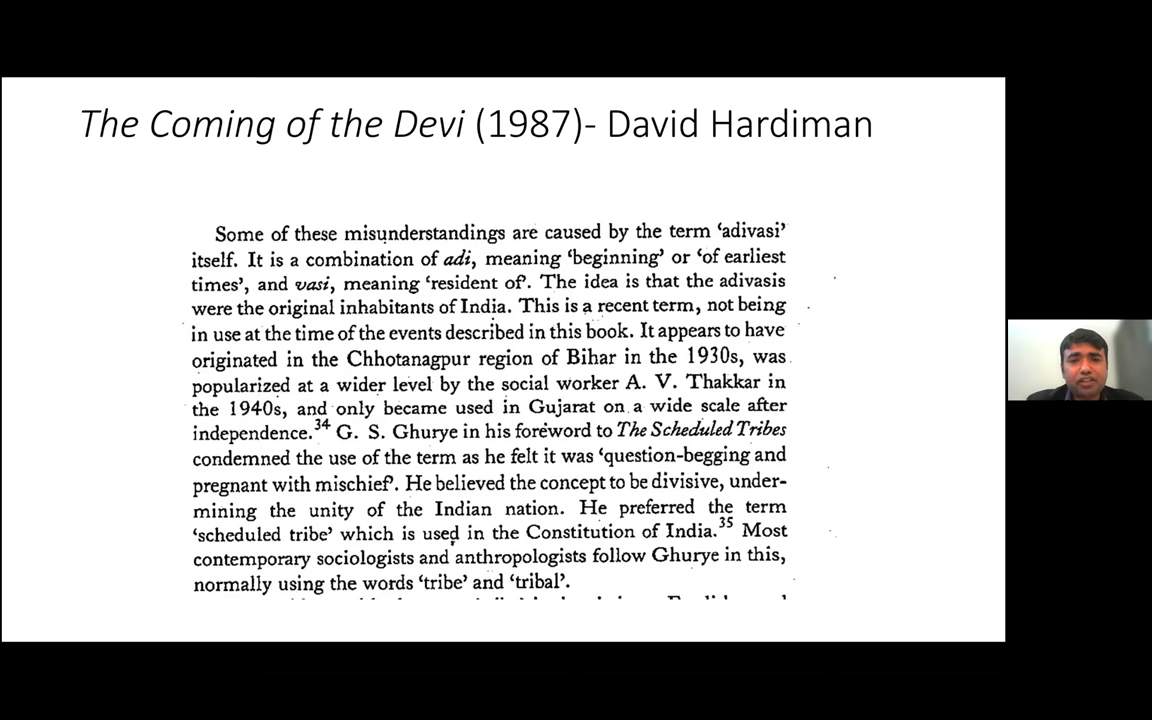 The Coming of the Devi (1987)- David Hardiman
Some of these misunderstandings are caused by the term ‘adivasi’
itself. It is a combination of adi, meaning ‘beginning’ or ‘of earliest
times’, and vasi, meaning ‘resident of’. The idea is that the adivasis
were the original inhabitants of India. This is a recent term, not being
in use at the time of the events described in this book. It appears to have
originated in the Chhotanagpur region of Bihar in the 1930s, was
popularized at a wider level by the social worker A. V. Thakkar in
the 1940s, and only became used in Gujarat on a wide scale after
independence.34 G. S. Ghurye in his foreword to The Scheduled Tribes
condemned the use of the term as he felt it was ‘question-begging and
pregnant with mischief’. He believed the concept to be divisive, under-
mining the unity of the Indian nation. He preferred the term
‘scheduled tribe’ which is used in the Constitution of India.35 Most
contemporary sociologists and anthropologists follow Ghurye in this,
normally using the words ‘tribe’ and ‘tribal’.